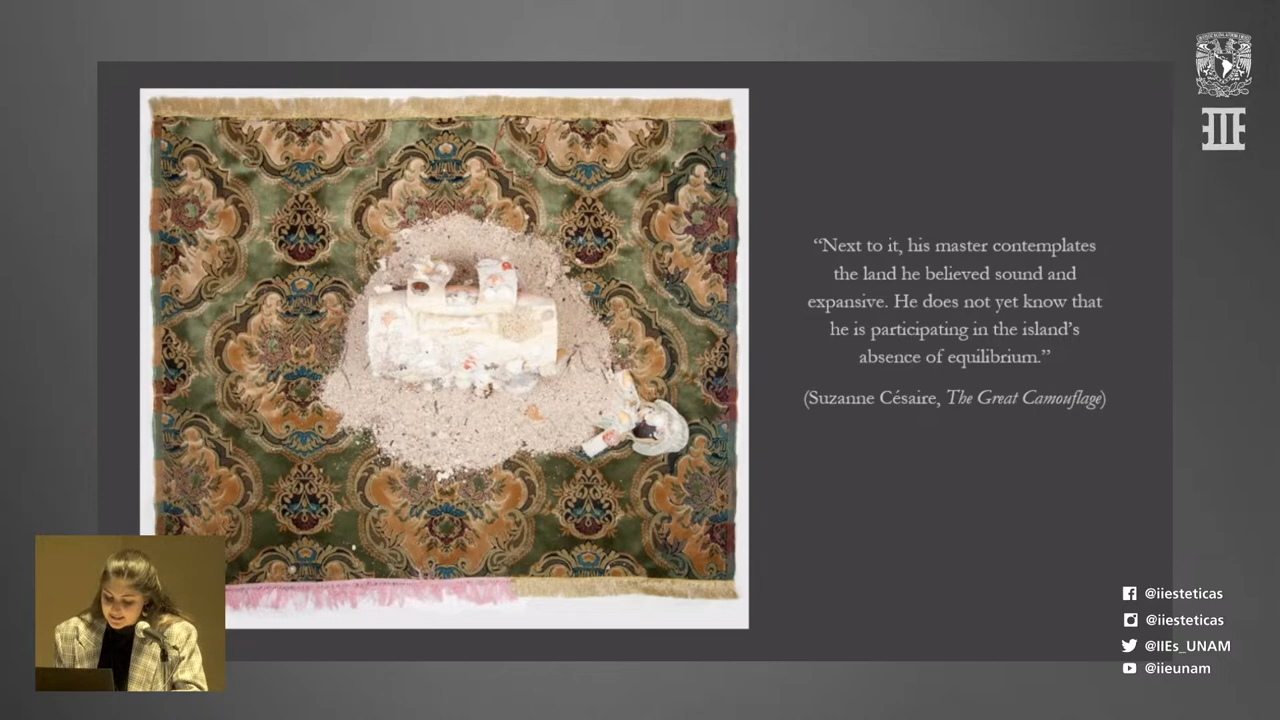 “Next to it, his master contemplates
the land he believed sound and
expansive. He does not yet know that
he is participating in the island’s
absence of equilibrium.”
(Suzanne Césaire, The Great Camouflage)
@iiesteticas
@iiesteticas
@IIEs_UNAM
@iieunam